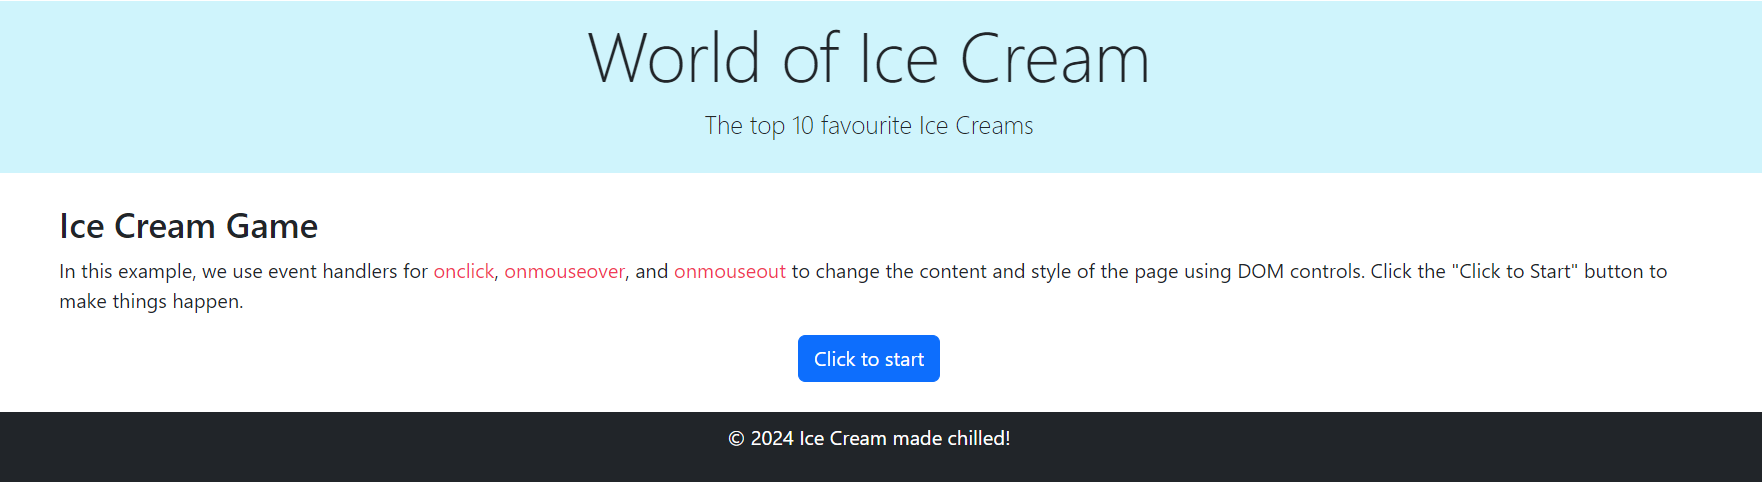 World of Ice Cream
The top 10 favourite Ice Creams
Ice Cream Game
In this example, we use event handlers for onclick, onmouseover, and onmouseout to change the content and style of the page using DOM controls. Click the "Click to Start" button to
make things happen.
Click to start
© 2024 Ice Cream made chilled!